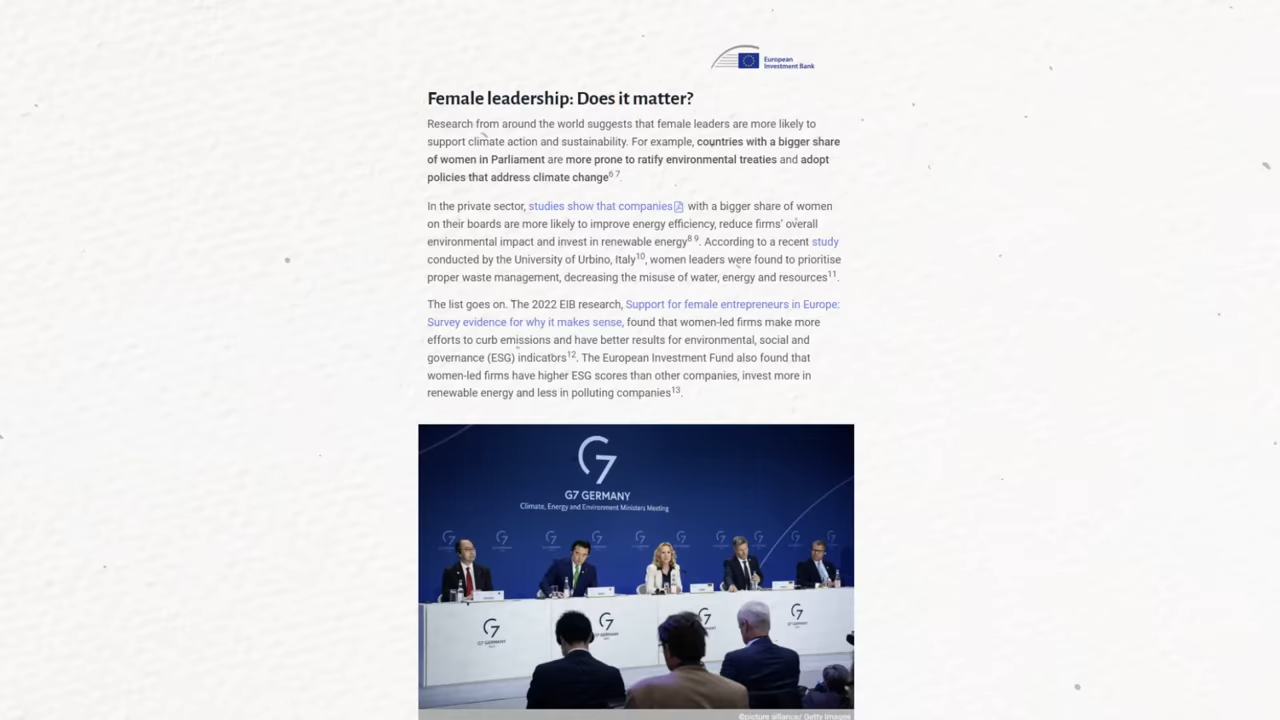 European
Investment Bank
Female leadership: Does it matter?
Research from around the world suggests that female leaders are more likely to
support climate action and sustainability. For example, countries with a bigger share
of women in Parliament are more prone to ratify environmental treaties and adopt
policies that address climate change6 7.
In the private sector, studies show that companies with a bigger share of women
on their boards are more likely to improve energy efficiency, reduce firms' overall
environmental impact and invest in renewable energy8 9. According to a recent study
conducted by the University of Urbino, Italy10, women leaders were found to prioritise
proper waste management, decreasing the misuse of water, energy and resources11.
The list goes on. The 2022 EIB research, Support for female entrepreneurs in Europe:
Survey evidence for why it makes sense, found that women-led firms make more
efforts to curb emissions and have better results for environmental, social and
governance (ESG) indicators12. The European Investment Fund also found that
women-led firms have higher ESG scores than other companies, invest more in
renewable energy and less in polluting companies13.
G7
G7 GERMANY
Climate, Energy and Environment Ministers Meeting
G7
G7
G7
G7
©picture alliance/ Getty Images